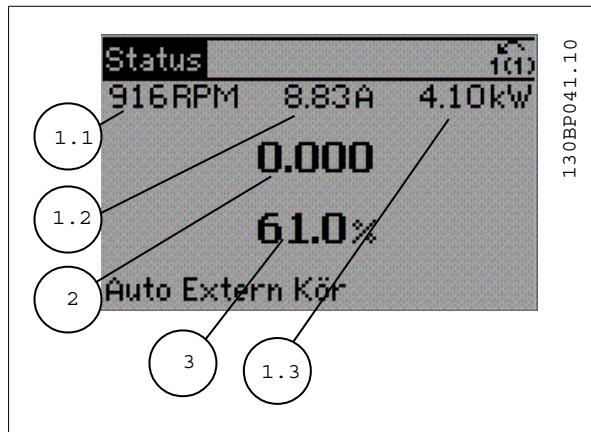 Status
1(1)
916RPM 8.83A 4.10kW
0.000
61.0%
Auto Extern Kör
1.1
1.2
2
3
1.3
130BP041.10